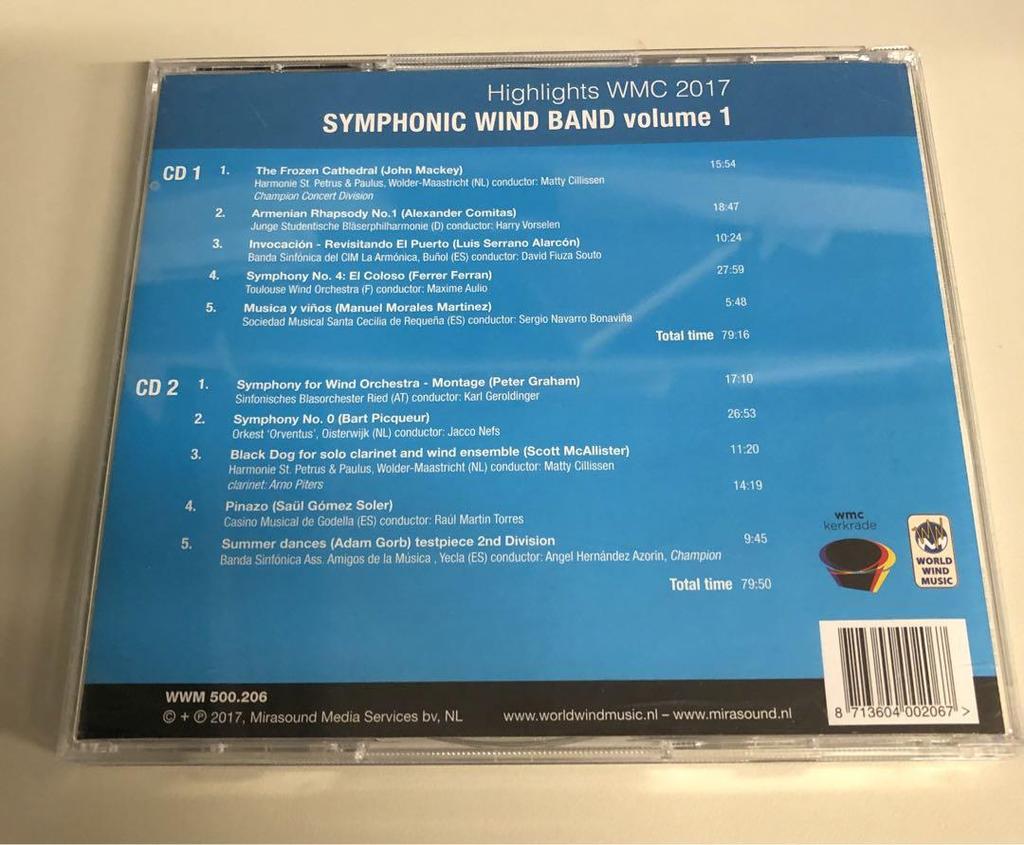 Highlights WMC 2017
SYMPHONIC WIND BAND volume 1
CD 1 1. The Frozen Cathedral (John Mackey) 15:54
Harmonie St. Petrus & Paulus, Wolder-Maastricht (NL) conductor: Matty Cillissen
Champion Concert Division
2. Armenian Rhapsody No.1 (Alexander Comitas) 18:47
Junge Studentische Bläserphilharmonie (D) conductor: Harry Vorselen
3. Invocación - Revisitando El Puerto (Luis Serrano Alarcón) 10:24
Banda Sinfónica del CIM La Armónica, Buñol (ES) conductor: David Fiuza Souto
4. Symphony No. 4: El Coloso (Ferrer Ferran) 27:59
Toulouse Wind Orchestra (F) conductor: Maxime Aulio
5. Musica y viños (Manuel Morales Martinez) 5:48
Sociedad Musical Santa Cecilia de Requeña (ES) conductor: Sergio Navarro Bonaviña
Total time 79:16
CD 2 1. Symphony for Wind Orchestra - Montage (Peter Graham) 17:10
Sinfonisches Blasorchester Ried (AT) conductor: Karl Geroldinger
2. Symphony No. 0 (Bart Picqueur) 26:53
Orkest 'Orventus', Oisterwijk (NL) conductor: Jacco Nefs
3. Black Dog for solo clarinet and wind ensemble (Scott McAllister) 11:20
Harmonie St. Petrus & Paulus, Wolder-Maastricht (NL) conductor: Matty Cillissen
clarinet: Arno Piters 14:19
4. Pinazo (Saül Gómez Soler)
Casino Musical de Godella (ES) conductor: Raúl Martin Torres
5. Summer dances (Adam Gorb) testpiece 2nd Division 9:45
Banda Sinfónica Ass. Amigos de la Música , Yecla (ES) conductor: Angel Hernández Azorin, Champion
Total time 79:50
wmc
kerkrade
WORLD
WIND
MUSIC
WWM 500.206
© + ℗ 2017, Mirasound Media Services bv, NL www.worldwindmusic.nl – www.mirasound.nl
8 713604 002067 >